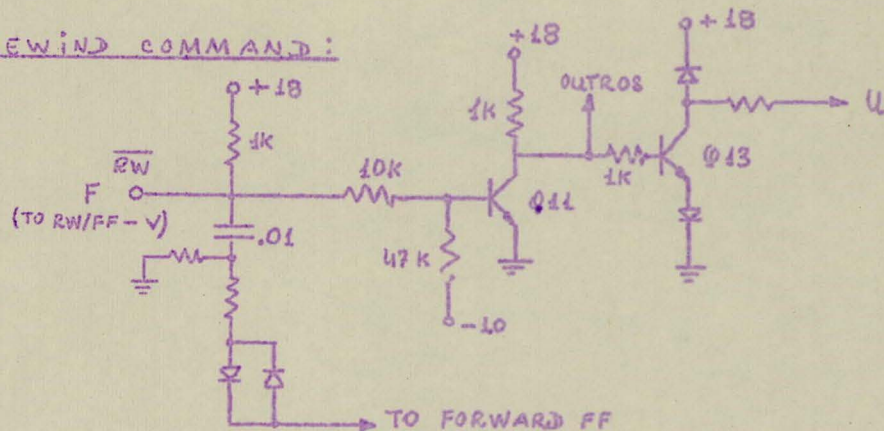 EWIND COMMAND:
+18
+18
+18
1K
1K
OUTROS
U
RW
F
(TO RW/FF-V)
10K
Q11
1K
Q13
.01
47K
-10
TO FORWARD FF